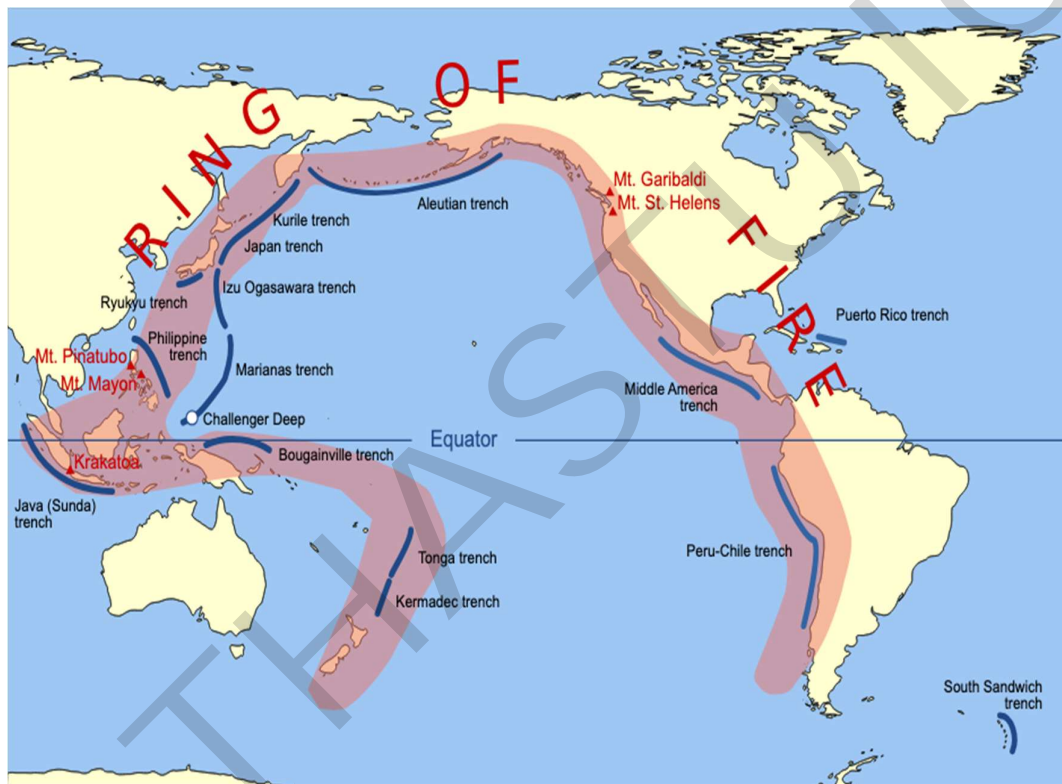 RING OF FIRE
Mt. Garibaldi
Mt. St. Helens
Aleutian trench
Kurile trench
Japan trench
Izu Ogasawara trench
Ryukyu trench
Puerto Rico trench
Philippine
trench
Mt. Pinatubo
Mt. Mayon
Marianas trench
Middle America
trench
Challenger Deep
Equator
Bougainville trench
Krakatoa
Java (Sunda)
trench
Peru-Chile trench
Tonga trench
Kermadec trench
South Sandwich
trench